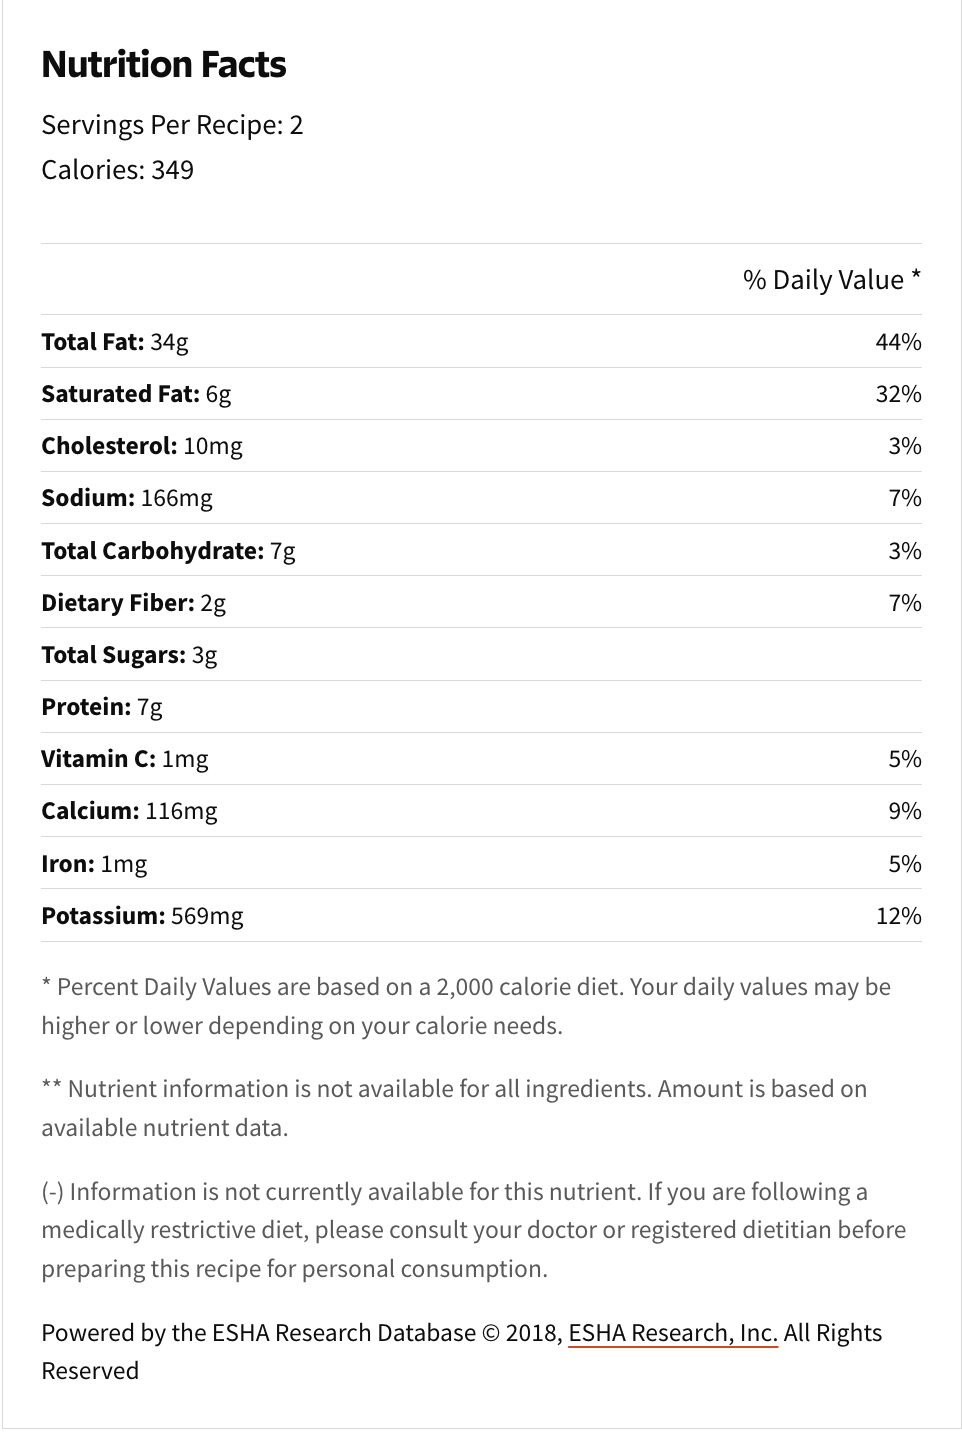 Nutrition Facts
Servings Per Recipe: 2
Calories: 349
% Daily Value *
Total Fat: 34g 44%
Saturated Fat: 6g 32%
Cholesterol: 10mg 3%
Sodium: 166mg 7%
Total Carbohydrate: 7g 3%
Dietary Fiber: 2g 7%
Total Sugars: 3g
Protein: 7g
Vitamin C: 1mg 5%
Calcium: 116mg 9%
Iron: 1mg 5%
Potassium: 569mg 12%
* Percent Daily Values are based on a 2,000 calorie diet. Your daily values may be
higher or lower depending on your calorie needs.
** Nutrient information is not available for all ingredients. Amount is based on
available nutrient data.
(-) Information is not currently available for this nutrient. If you are following a
medically restrictive diet, please consult your doctor or registered dietitian before
preparing this recipe for personal consumption.
Powered by the ESHA Research Database © 2018, ESHA Research, Inc. All Rights
Reserved